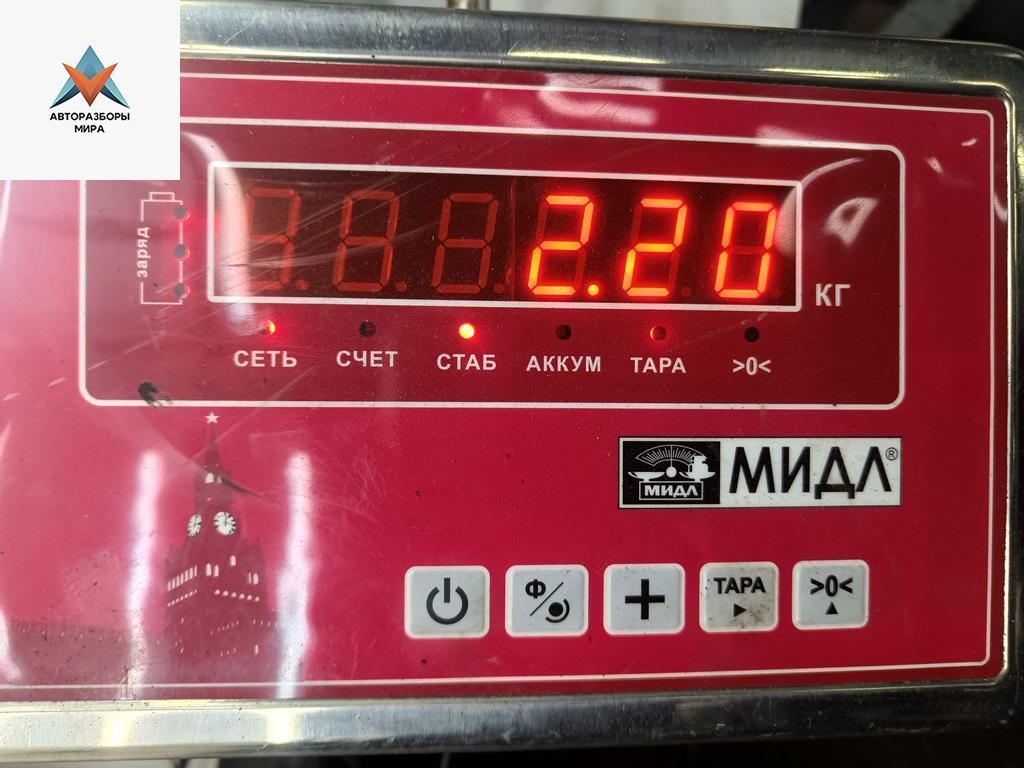 АВТОРАЗБОРЫ
МИРА
заряд
2.20
КГ
СЕТЬ СЧЕТ СТАБ АККУМ ТАРА >0<
МИДЛ МИДЛ®
Ф ТАРА >0<